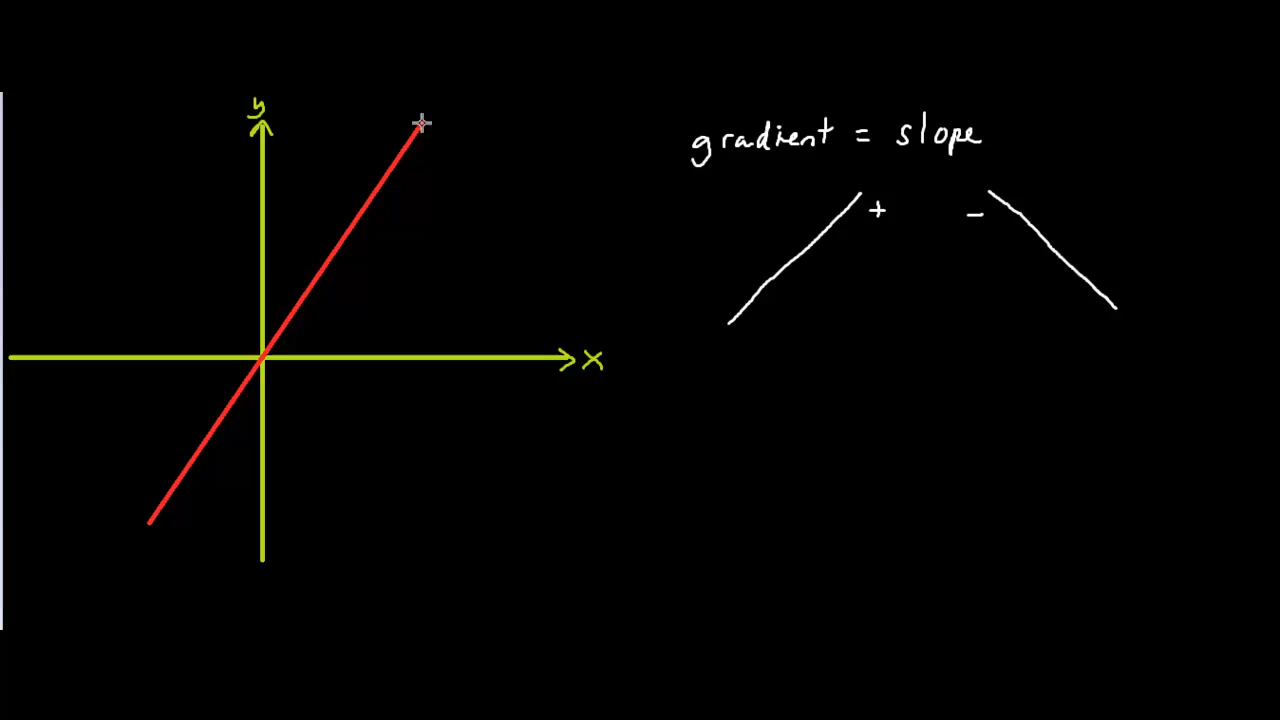 y
gradient = slope
+ -
x